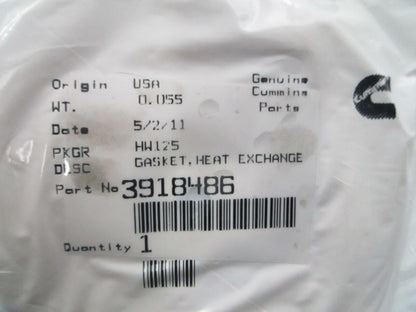 Origin USA Genuine
WT. 0.055 Cummins
Parts
Date 5/2/11
PKGR HW125
DESC GASKET, HEAT EXCHANGE
Part No 3918486
Quantity 1
Cummins